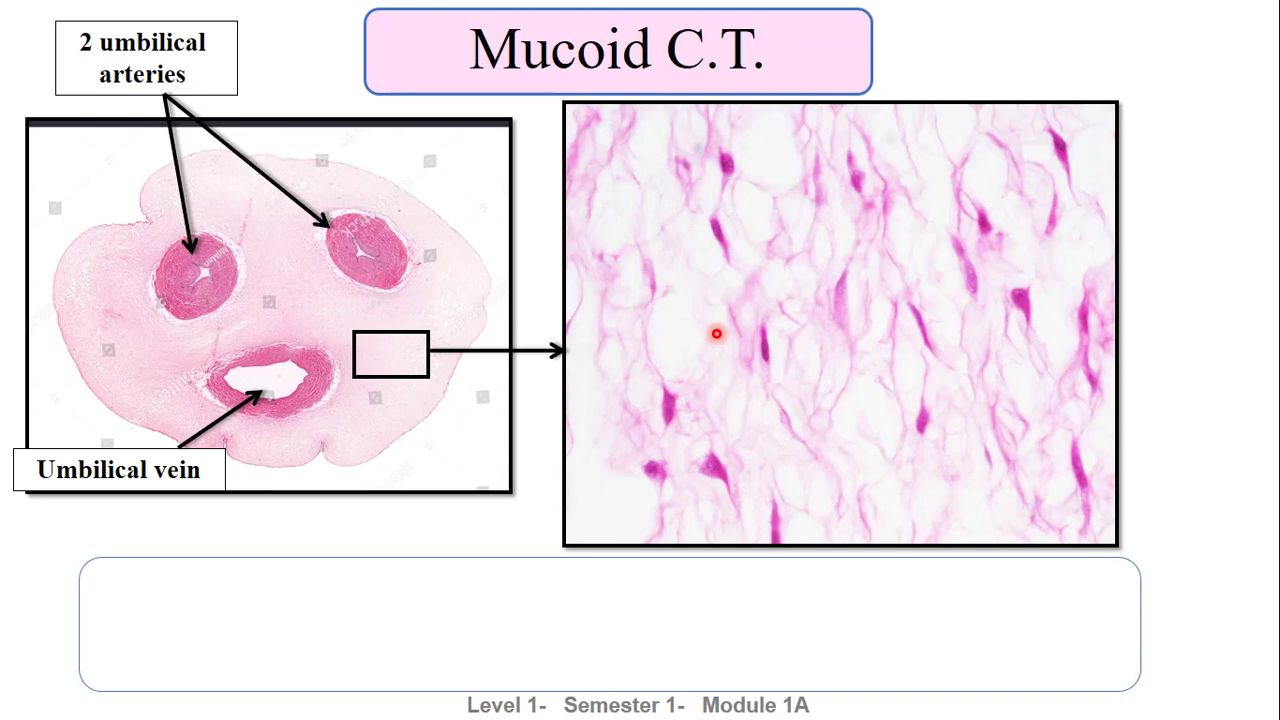 2 umbilical
arteries
Mucoid C.T.
Umbilical vein
Level 1- Semester 1- Module 1A